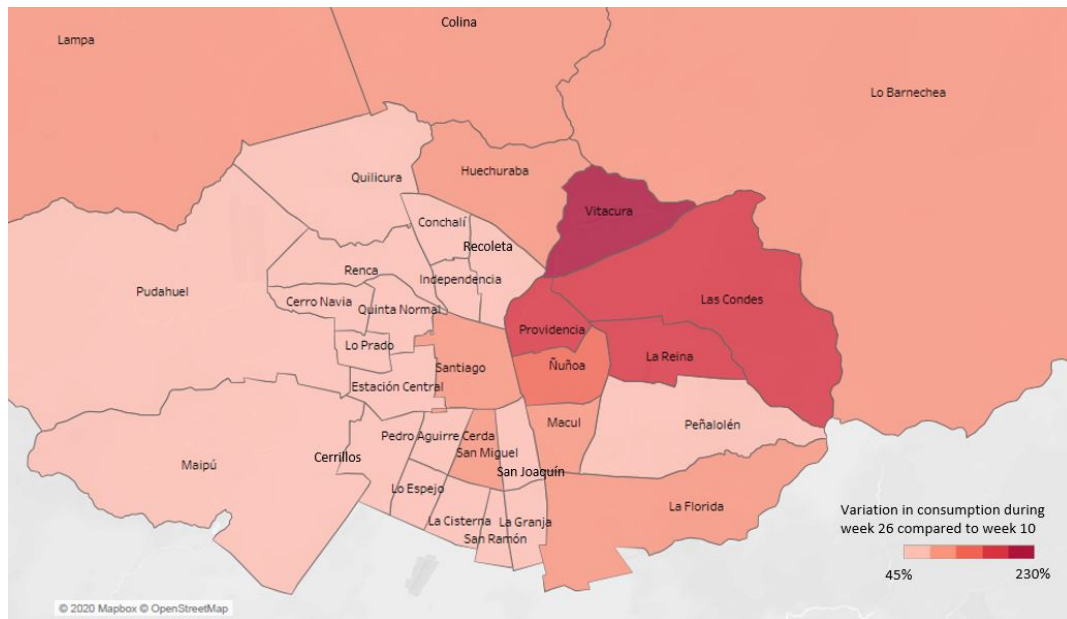 Colina
Lampa
Lo Barnechea
Huechuraba
Quilicura
Vitacura
Conchalí
Recoleta
Renca
Independencia
Pudahuel
Las Condes
Cerro Navia
Quinta Normal
Providencia
Lo Prado
La Reina
Santiago
Ñuñoa
Estación Central
Macul
Peñalolén
Pedro Aguirre Cerda
San Miguel
Cerrillos
Maipú
San Joaquín
Lo Espejo
La Florida
La Cisterna
La Granja
San Ramón
Variation in consumption during
week 26 compared to week 10
45%
230%
© 2020 Mapbox © OpenStreetMap